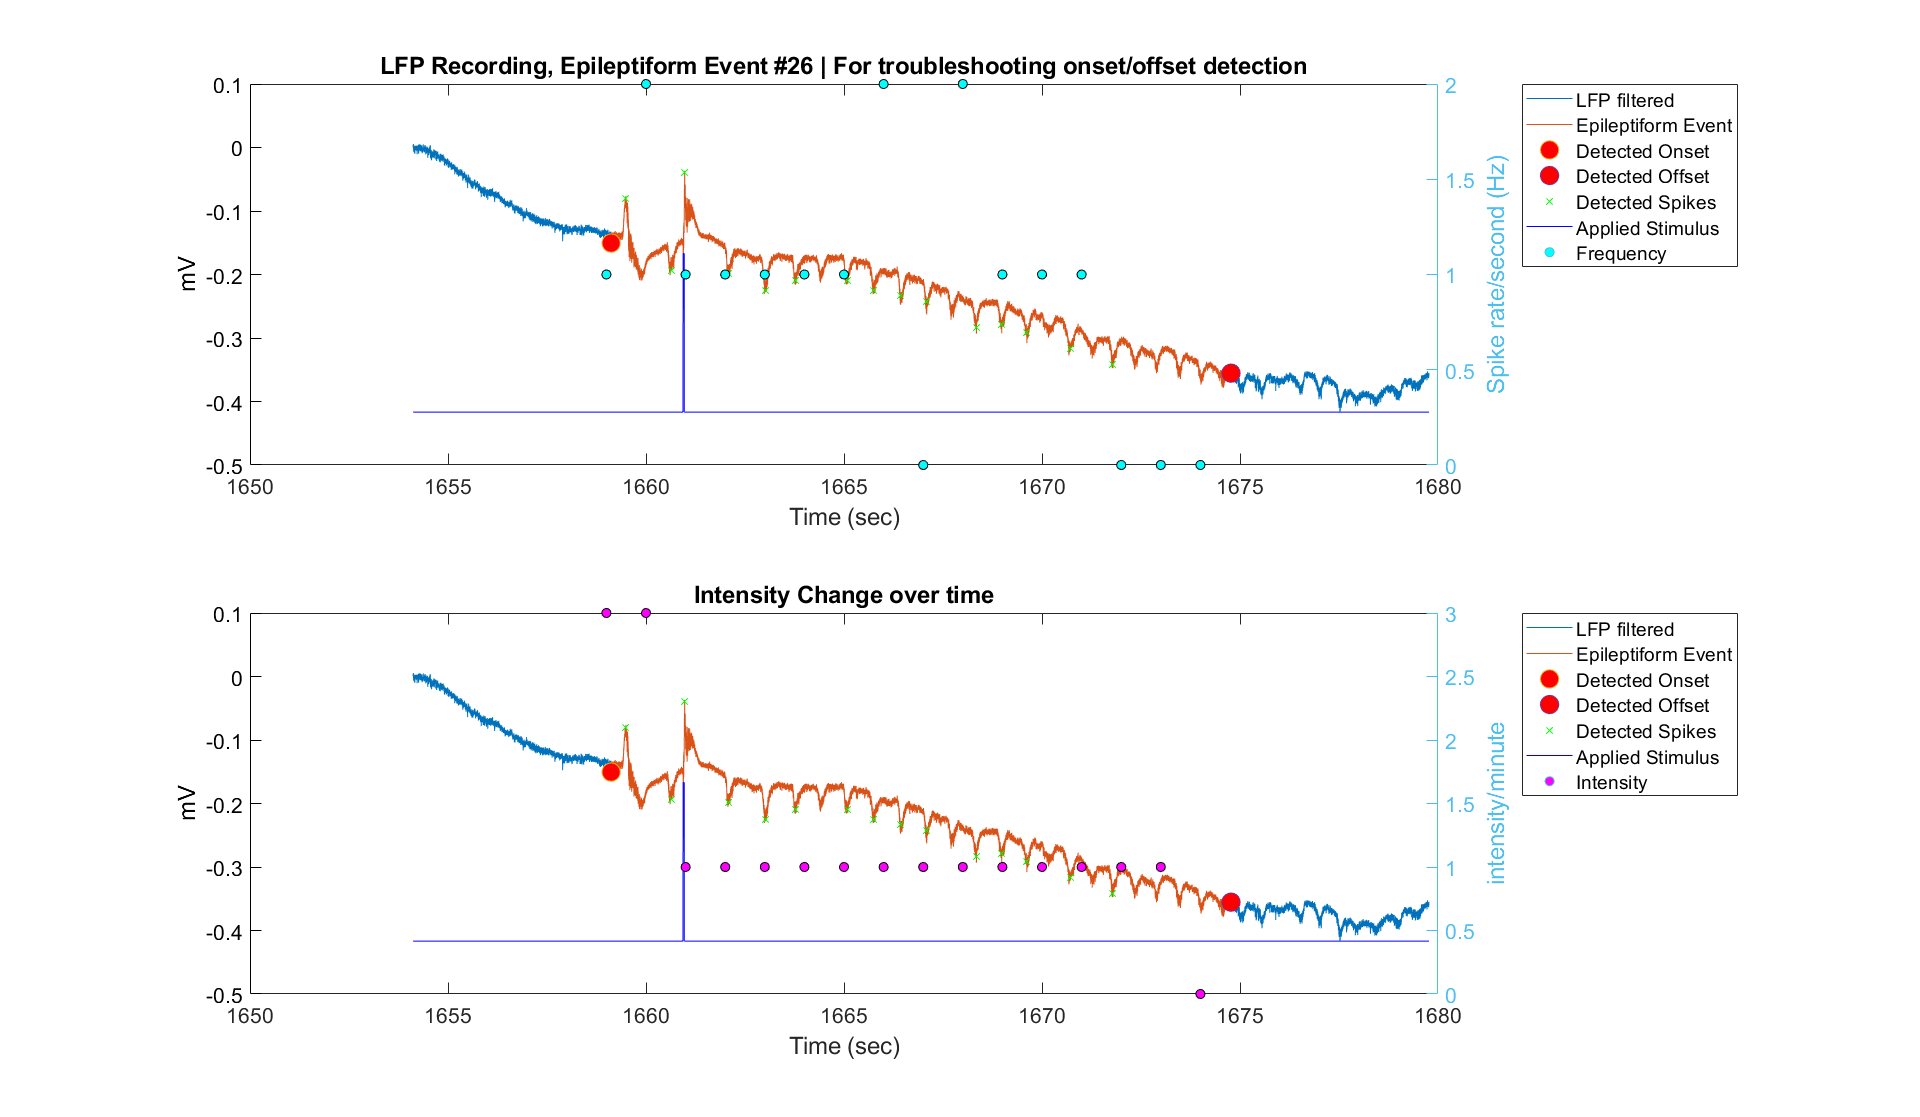 LFP Recording, Epileptiform Event #26 | For troubleshooting onset/offset detection
0.1
0
-0.1
-0.2
-0.3
-0.4
-0.5
mV
1650 1655 1660 1665 1670 1675 1680
Time (sec)
2
1.5
1
0.5
0
Spike rate/second (Hz)
LFP filtered
Epileptiform Event
Detected Onset
Detected Offset
Detected Spikes
Applied Stimulus
Frequency
Intensity Change over time
0.1
0
-0.1
-0.2
-0.3
-0.4
-0.5
mV
1650 1655 1660 1665 1670 1675 1680
Time (sec)
3
2.5
2
1.5
1
0.5
0
intensity/minute
LFP filtered
Epileptiform Event
Detected Onset
Detected Offset
Detected Spikes
Applied Stimulus
Intensity